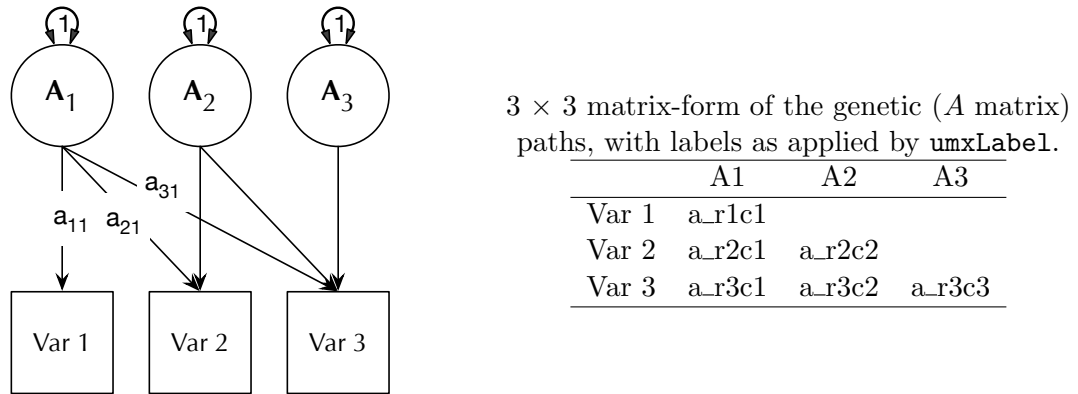 1 1 1
A1 A2 A3
a31
a11 a21
Var 1 Var 2 Var 3
3 × 3 matrix-form of the genetic (A matrix)
paths, with labels as applied by umxLabel.
A1 A2 A3
Var 1 a_r1c1
Var 2 a_r2c1 a_r2c2
Var 3 a_r3c1 a_r3c2 a_r3c3